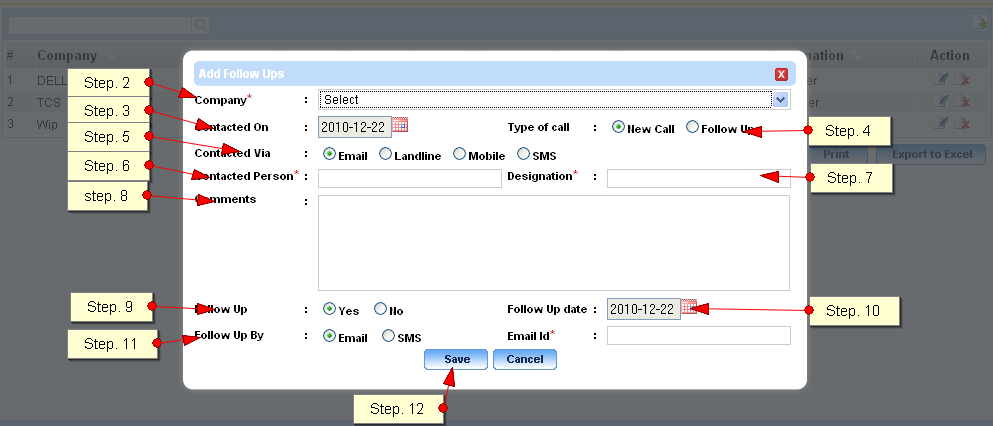 # Company mation Action
Add Follow Ups X
Step. 2
1 DELL er
Company* : Select
2 TCS er
Step. 3
Contacted On : 2010-12-22 Type of call : New Call Follow Up
Step. 4
3 Wip
Step. 5
Contacted Via : Email Landline Mobile SMS
Print Export to Excel
Step. 6
Contacted Person* : Designation* :
Step. 7
step. 8
Comments :
Step. 9
Follow Up : Yes No Follow Up date : 2010-12-22
Step. 10
Step. 11
Follow Up By : Email SMS Email Id* :
Save Cancel
Step. 12